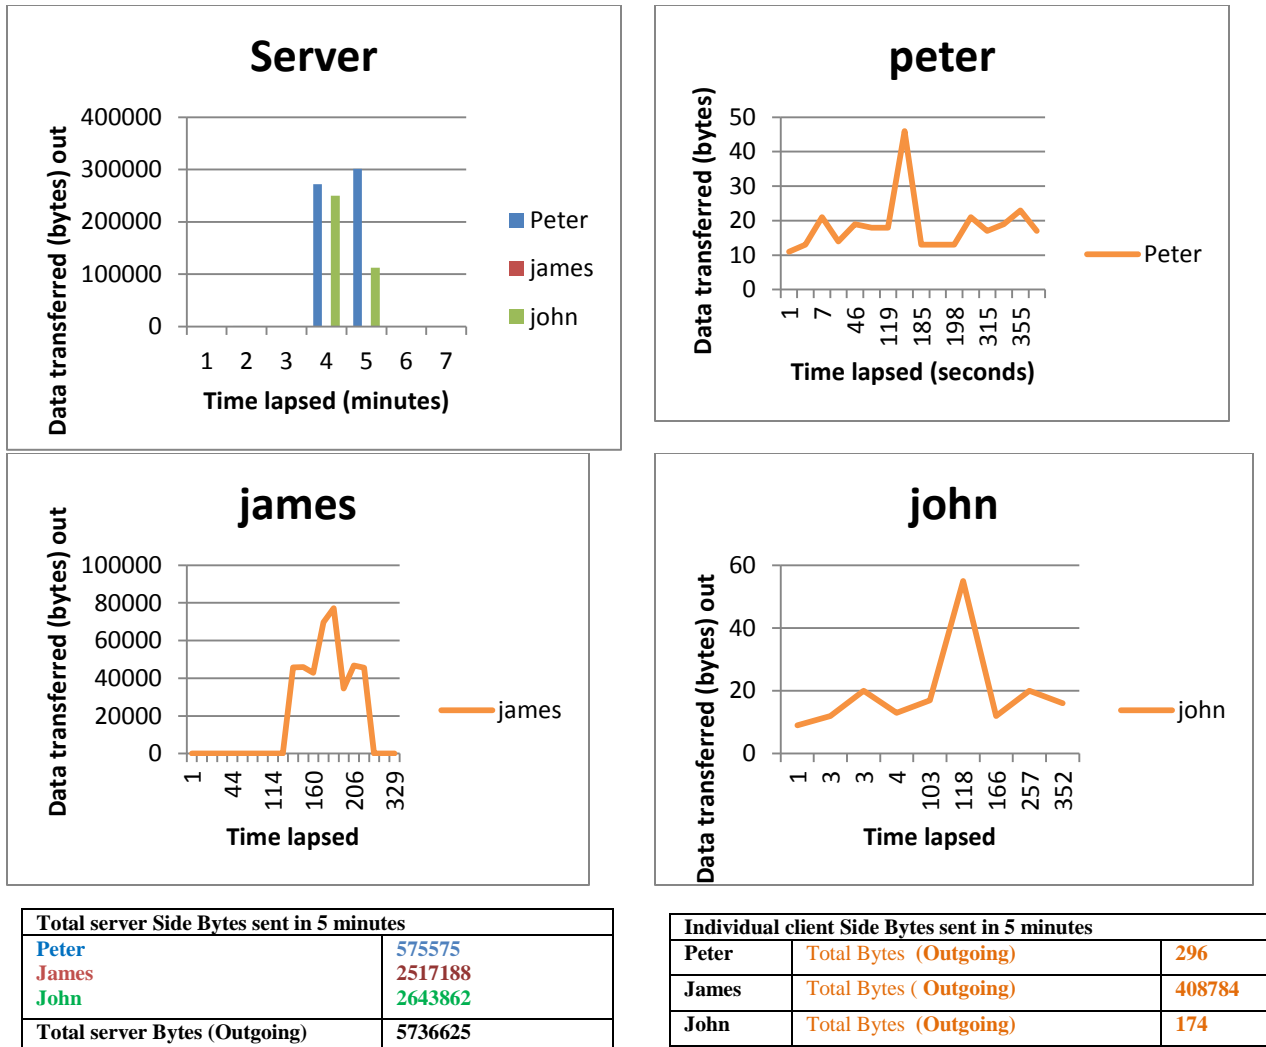 Server
Data transferred (bytes) out
400000
300000
200000
100000
0
1 2 3 4 5 6 7
Time lapsed (minutes)
Peter
james
john
peter
Data transferred (bytes)
50
40
30
20
10
0
1 7 46 119 185 198 315 355
Time lapsed (seconds)
Peter
james
Data transferred (bytes) out
100000
80000
60000
40000
20000
0
1 44 114 160 206 329
Time lapsed
james
john
Data transferred (bytes) out
60
40
20
0
1 3 3 4 103 118 166 257 352
Time lapsed
john
Total server Side Bytes sent in 5 minutes
Peter 575575
James 2517188
John 2643862
Total server Bytes (Outgoing) 5736625
Individual client Side Bytes sent in 5 minutes
Peter Total Bytes (Outgoing) 296
James Total Bytes ( Outgoing) 408784
John Total Bytes (Outgoing) 174